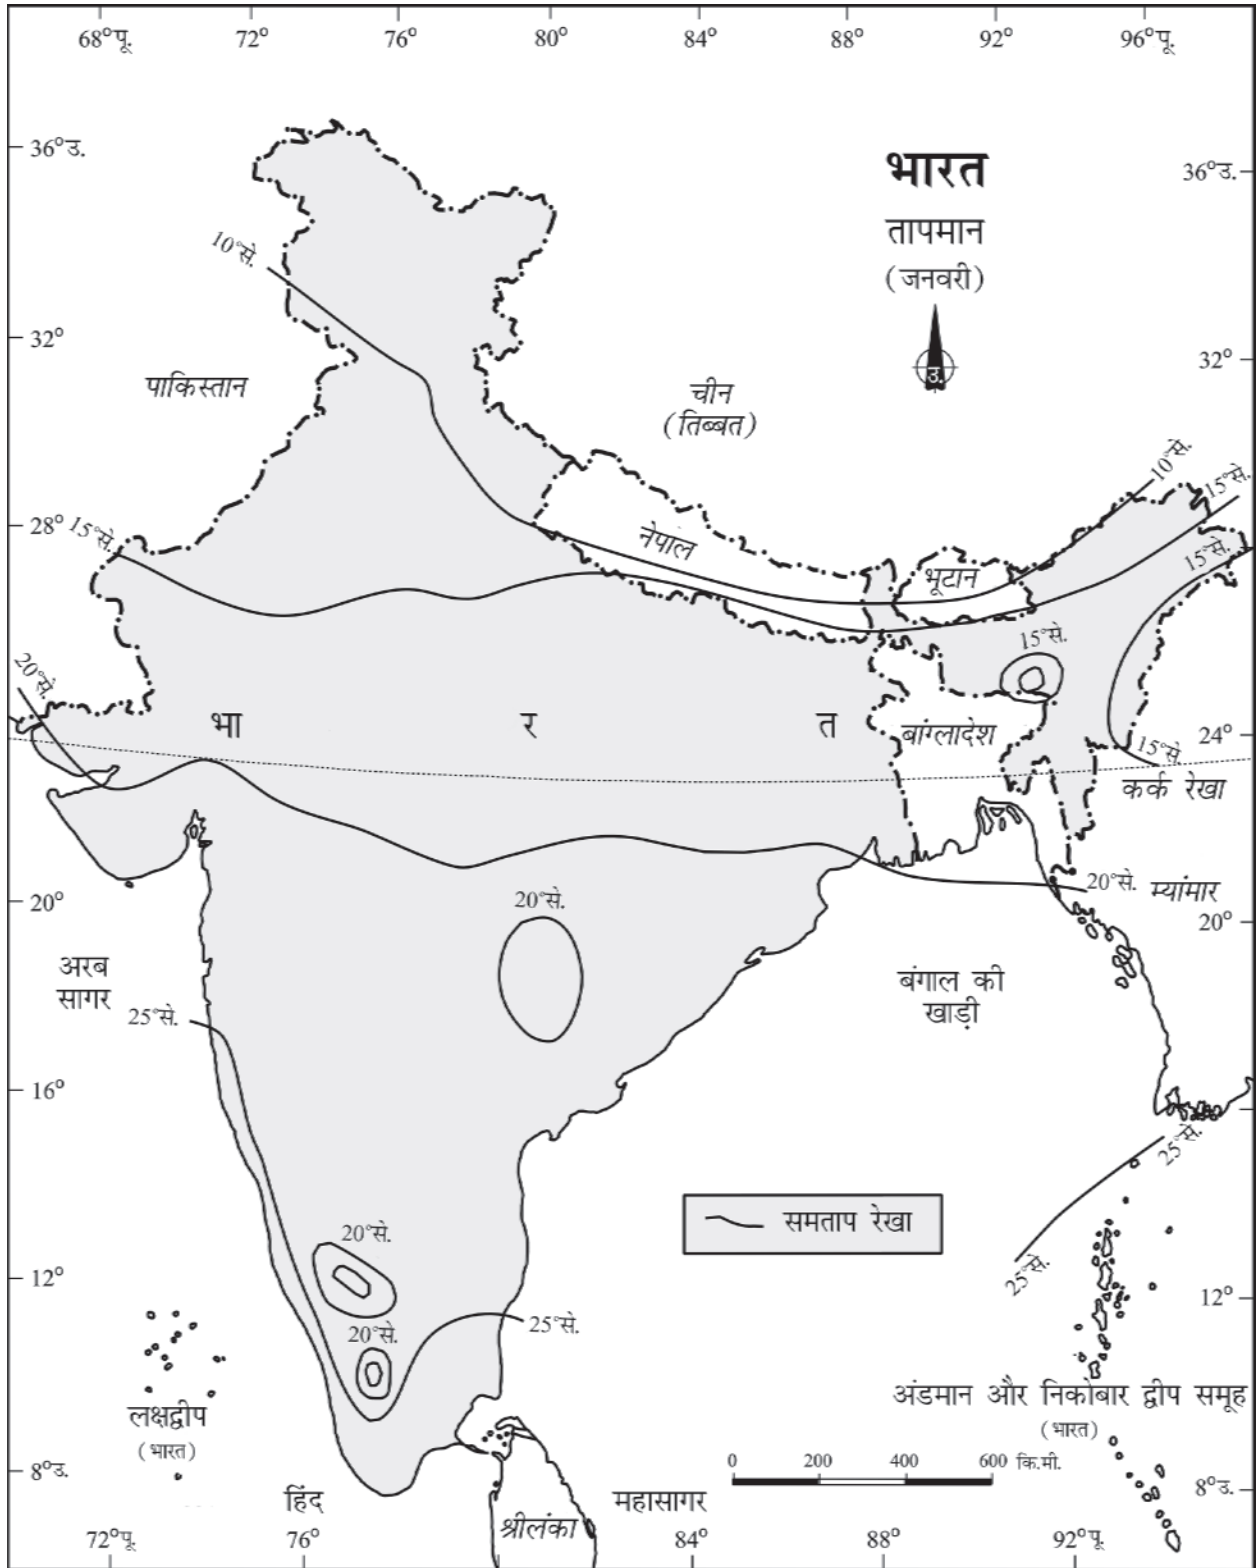 68°पू.
72°
76°
80°
84°
88°
92°
96°पू.
36°उ.
भारत
36°उ.
तापमान
(जनवरी)
10°से.
उ.
32°
32°
पाकिस्तान
चीन
(तिब्बत)
10°से.
15°से.
28°
15°से.
नेपाल
भूटान
15°से.
15°से.
20°से.
भा
र
त
बांग्लादेश
24°
15°से
कर्क रेखा
20°से.
म्यांमार
20°
20°से.
20°
अरब
सागर
बंगाल की
खाड़ी
25°से.
16°
25°से.
समताप रेखा
20°से.
25°से.
12°
12°
25°से.
20°से.
अंडमान और निकोबार द्वीप समूह
(भारत)
लक्षद्वीप
(भारत)
0 200 400 600 कि.मी.
8°उ.
8°उ.
हिंद
महासागर
श्रीलंका
72°पू.
76°
84°
88°
92°पू.